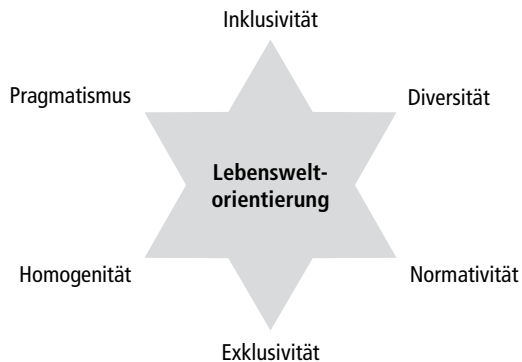 Inklusivität
Pragmatismus
Diversität
Lebenswelt-
orientierung
Homogenität
Normativität
Exklusivität